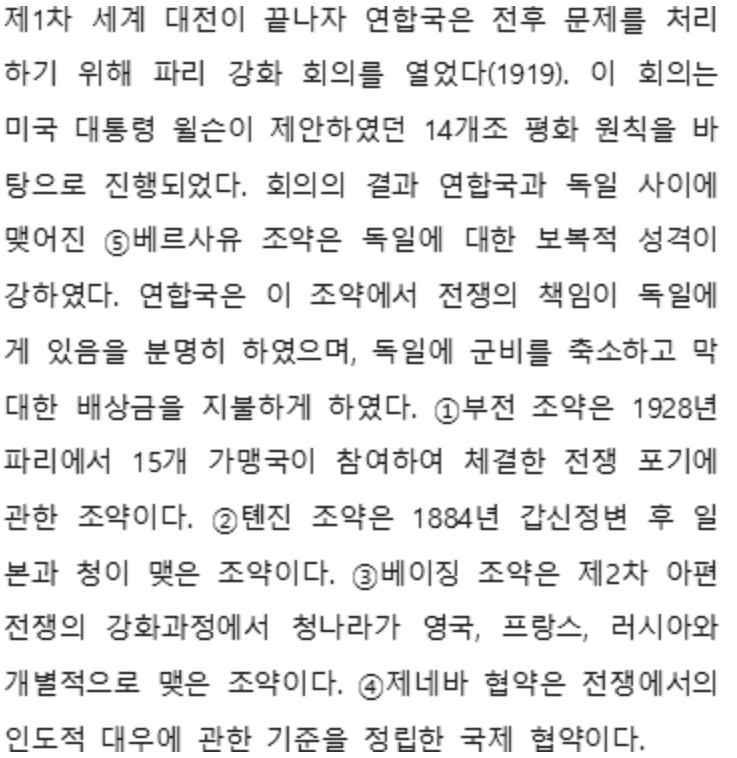 제1차 세계 대전이 끝나자 연합국은 전후 문제를 처리
하기 위해 파리 강화 회의를 열었다(1919). 이 회의는
미국 대통령 윌슨이 제안하였던 14개조 평화 원칙을 바
탕으로 진행되었다. 회의의 결과 연합국과 독일 사이에
맺어진 ⑤베르사유 조약은 독일에 대한 보복적 성격이
강하였다. 연합국은 이 조약에서 전쟁의 책임이 독일에
게 있음을 분명히 하였으며, 독일에 군비를 축소하고 막
대한 배상금을 지불하게 하였다. ①부전 조약은 1928년
파리에서 15개 가맹국이 참여하여 체결한 전쟁 포기에
관한 조약이다. ②톈진 조약은 1884년 갑신정변 후 일
본과 청이 맺은 조약이다. ③베이징 조약은 제2차 아편
전쟁의 강화과정에서 청나라가 영국, 프랑스, 러시아와
개별적으로 맺은 조약이다. ④제네바 협약은 전쟁에서의
인도적 대우에 관한 기준을 정립한 국제 협약이다.